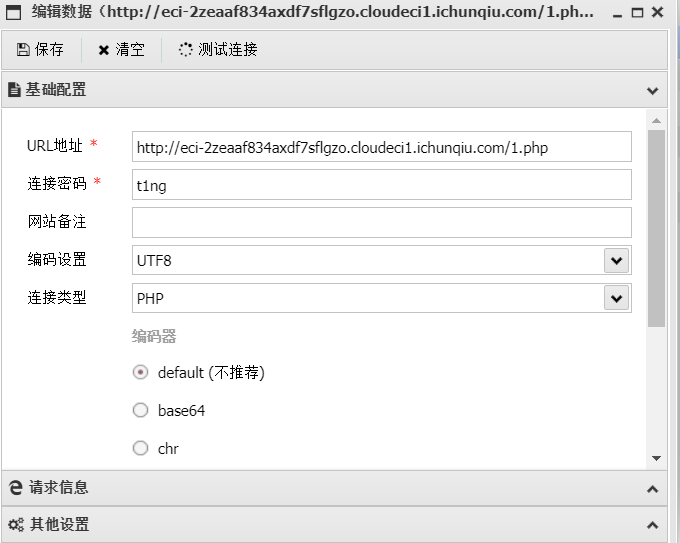 编辑数据（http://eci-2zeaaf834axdf7sflgzo.cloudeci1.ichunqiu.com/1.ph...
保存 清空 测试连接
基础配置
URL地址 * http://eci-2zeaaf834axdf7sflgzo.cloudeci1.ichunqiu.com/1.php
连接密码 * t1ng
网站备注
编码设置 UTF8
连接类型 PHP
编码器
default (不推荐)
base64
chr
请求信息
其他设置